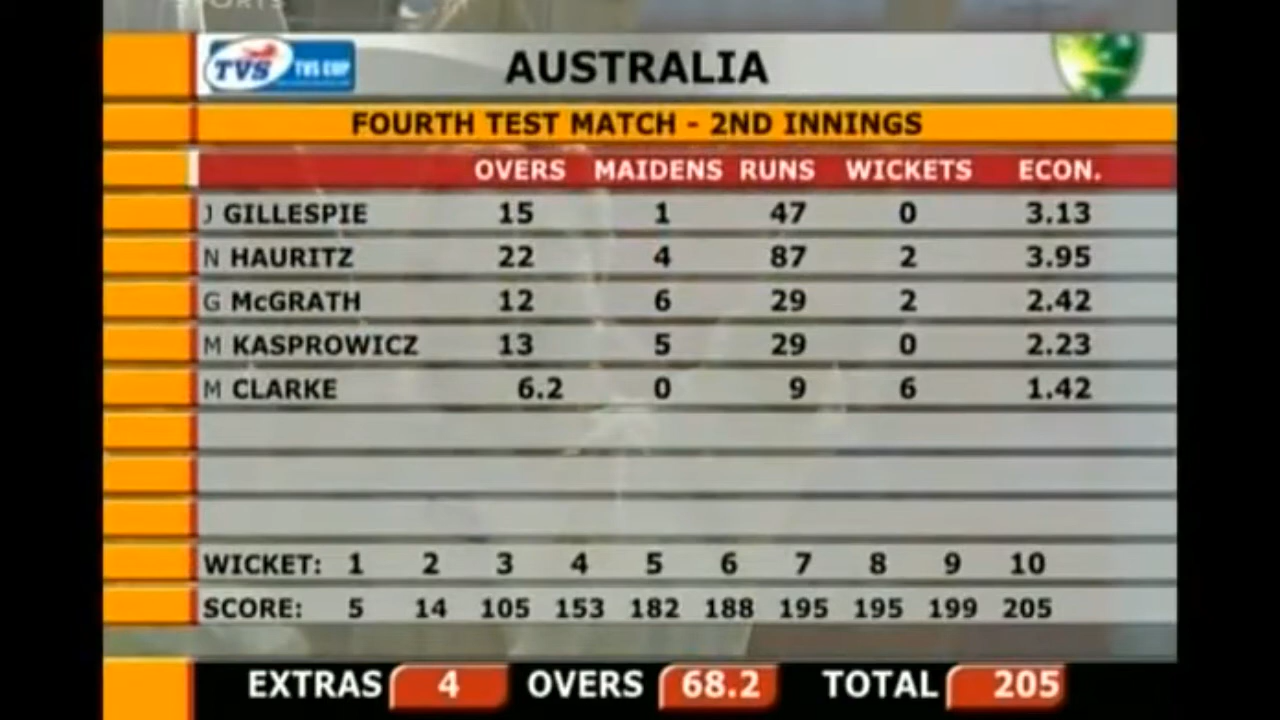 SPORTS
TVS TVS CUP AUSTRALIA
FOURTH TEST MATCH - 2ND INNINGS
OVERS MAIDENS RUNS WICKETS ECON.
J GILLESPIE 15 1 47 0 3.13
N HAURITZ 22 4 87 2 3.95
G McGRATH 12 6 29 2 2.42
M KASPROWICZ 13 5 29 0 2.23
M CLARKE 6.2 0 9 6 1.42
WICKET: 1 2 3 4 5 6 7 8 9 10
SCORE: 5 14 105 153 182 188 195 195 199 205
EXTRAS 4 OVERS 68.2 TOTAL 205